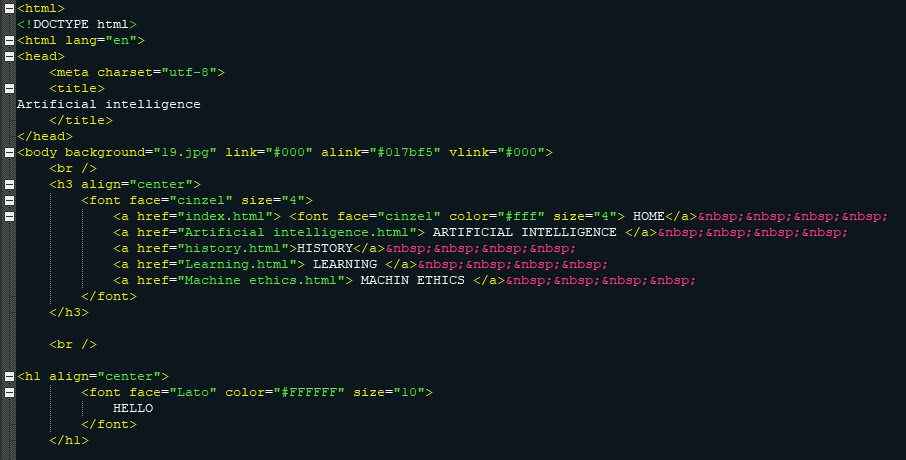 <html>
<!DOCTYPE html>
<html lang="en">
<head>
    <meta charset="utf-8">
    <title>
Artificial intelligence
    </title>
</head>
<body background="19.jpg" link="#000" alink="#017bf5" vlink="#000">
    <br />
    <h3 align="center">
        <font face="cinzel" size="4">
            <a href="index.html"> <font face="cinzel" color="#fff" size="4"> HOME</a>&nbsp;&nbsp;&nbsp;&nbsp;
            <a href="Artificial intelligence.html"> ARTIFICIAL INTELLIGENCE </a>&nbsp;&nbsp;&nbsp;&nbsp;
            <a href="history.html">HISTORY</a>&nbsp;&nbsp;&nbsp;&nbsp;
            <a href="Learning.html"> LEARNING </a>&nbsp;&nbsp;&nbsp;&nbsp;
            <a href="Machine ethics.html"> MACHIN ETHICS </a>&nbsp;&nbsp;&nbsp;&nbsp;
        </font>
    </h3>
    <br />
<h1 align="center">
        <font face="Lato" color="#FFFFFF" size="10">
            HELLO
        </font>
    </h1>